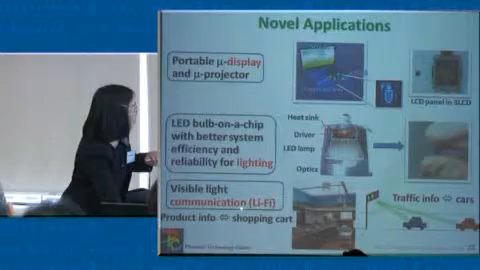 Novel Applications
Portable μ-display
and μ-projector
LCD panel in 3LCD
LED bulb-on-a-chip
with better system
efficiency and
reliability for lighting
Heat sink
Driver
LED lamp
Optics
Visible light
communication (Li-Fi)
Product info ⇔ shopping cart
Traffic info ⇔ cars